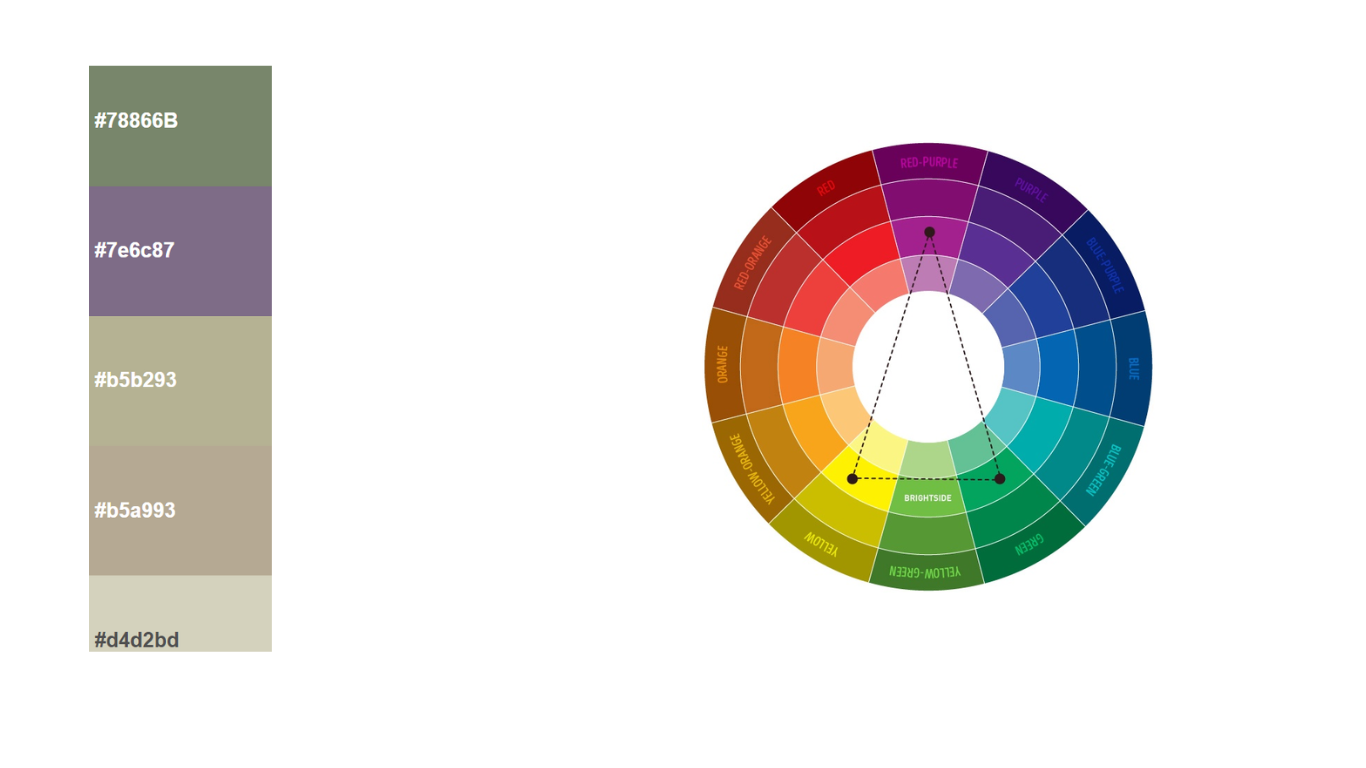 #78866B
#7e6c87
#b5b293
#b5a993
#d4d2bd
RED-PURPLE
PURPLE
BLUE-PURPLE
BLUE
BLUE-GREEN
GREEN
YELLOW-GREEN
YELLOW
YELLOW-ORANGE
ORANGE
RED-ORANGE
RED
BRIGHTSIDE